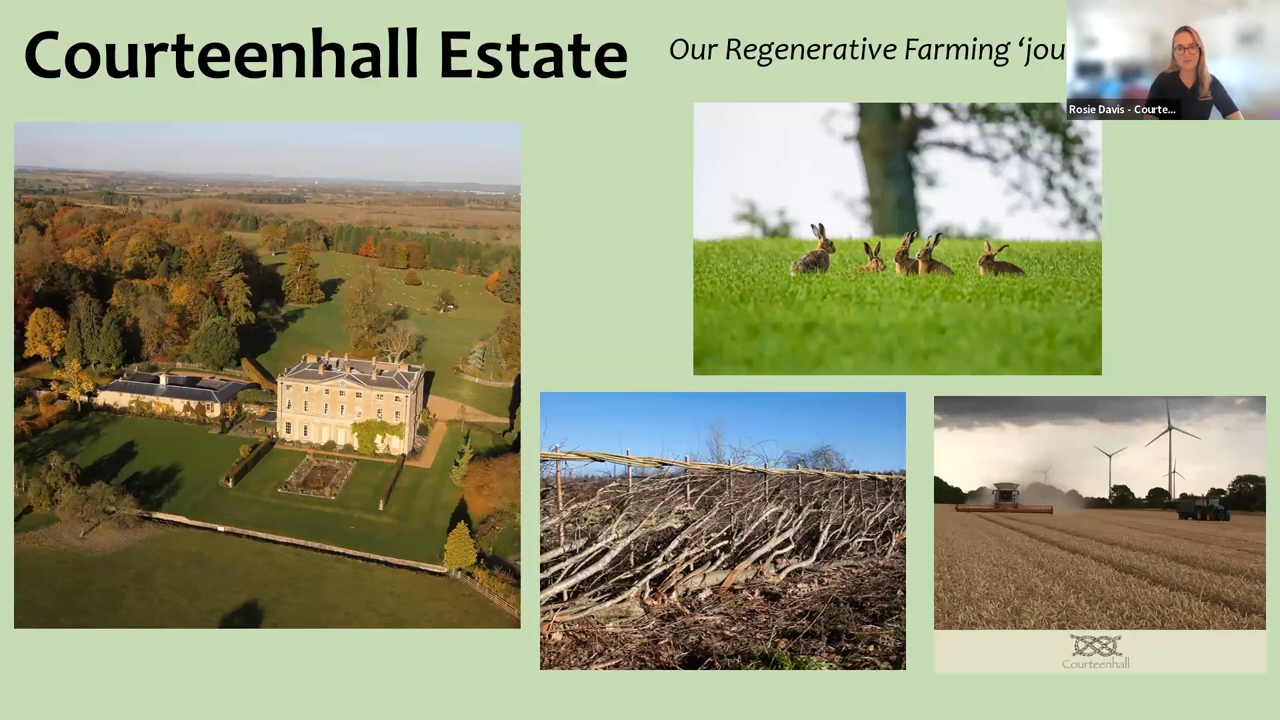 Courteenhall Estate
Our Regenerative Farming ‘jou
Rosie Davis - Courte...
Courteenhall